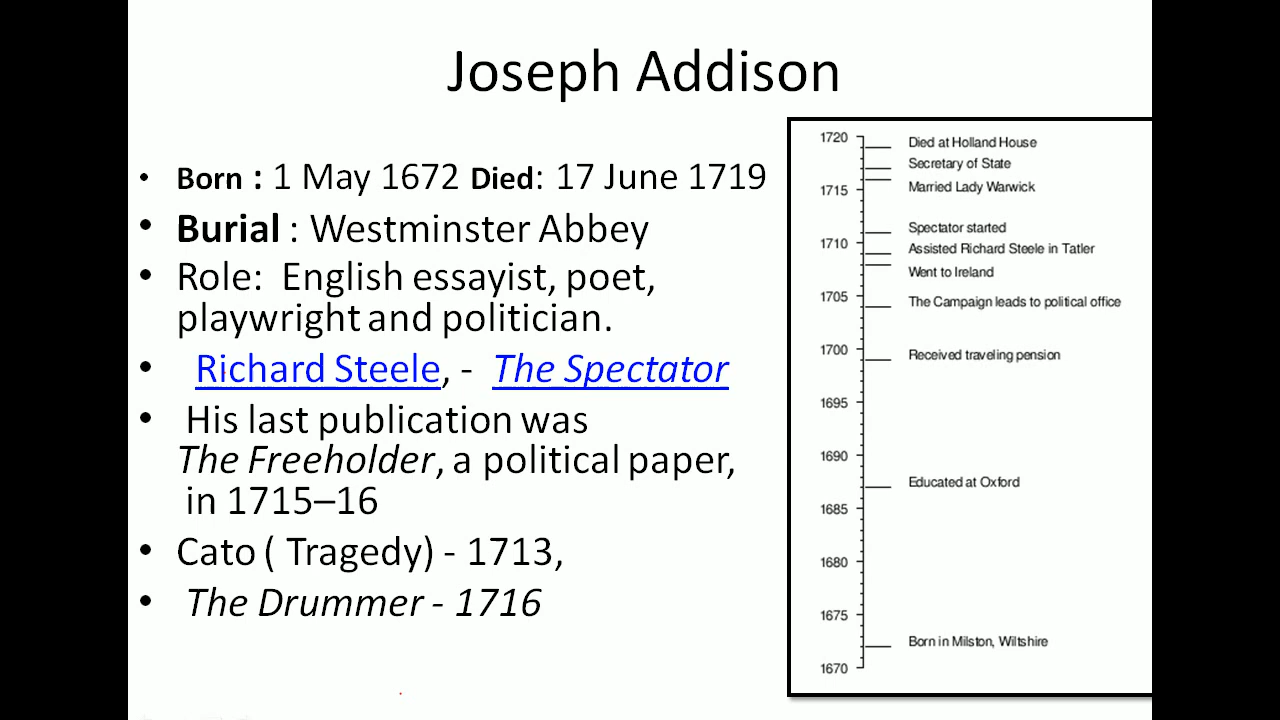 Joseph Addison
• Born : 1 May 1672 Died: 17 June 1719
• Burial : Westminster Abbey
• Role: English essayist, poet,
playwright and politician.
• Richard Steele, - The Spectator
• His last publication was
The Freeholder, a political paper,
in 1715–16
• Cato ( Tragedy) - 1713,
• The Drummer - 1716
1720
Died at Holland House
Secretary of State
1715
Married Lady Warwick
Spectator started
1710
Assisted Richard Steele in Tatler
Went to Ireland
1705
The Campaign leads to political office
1700
Received traveling pension
1695
1690
Educated at Oxford
1685
1680
1675
Born in Milston, Wiltshire
1670